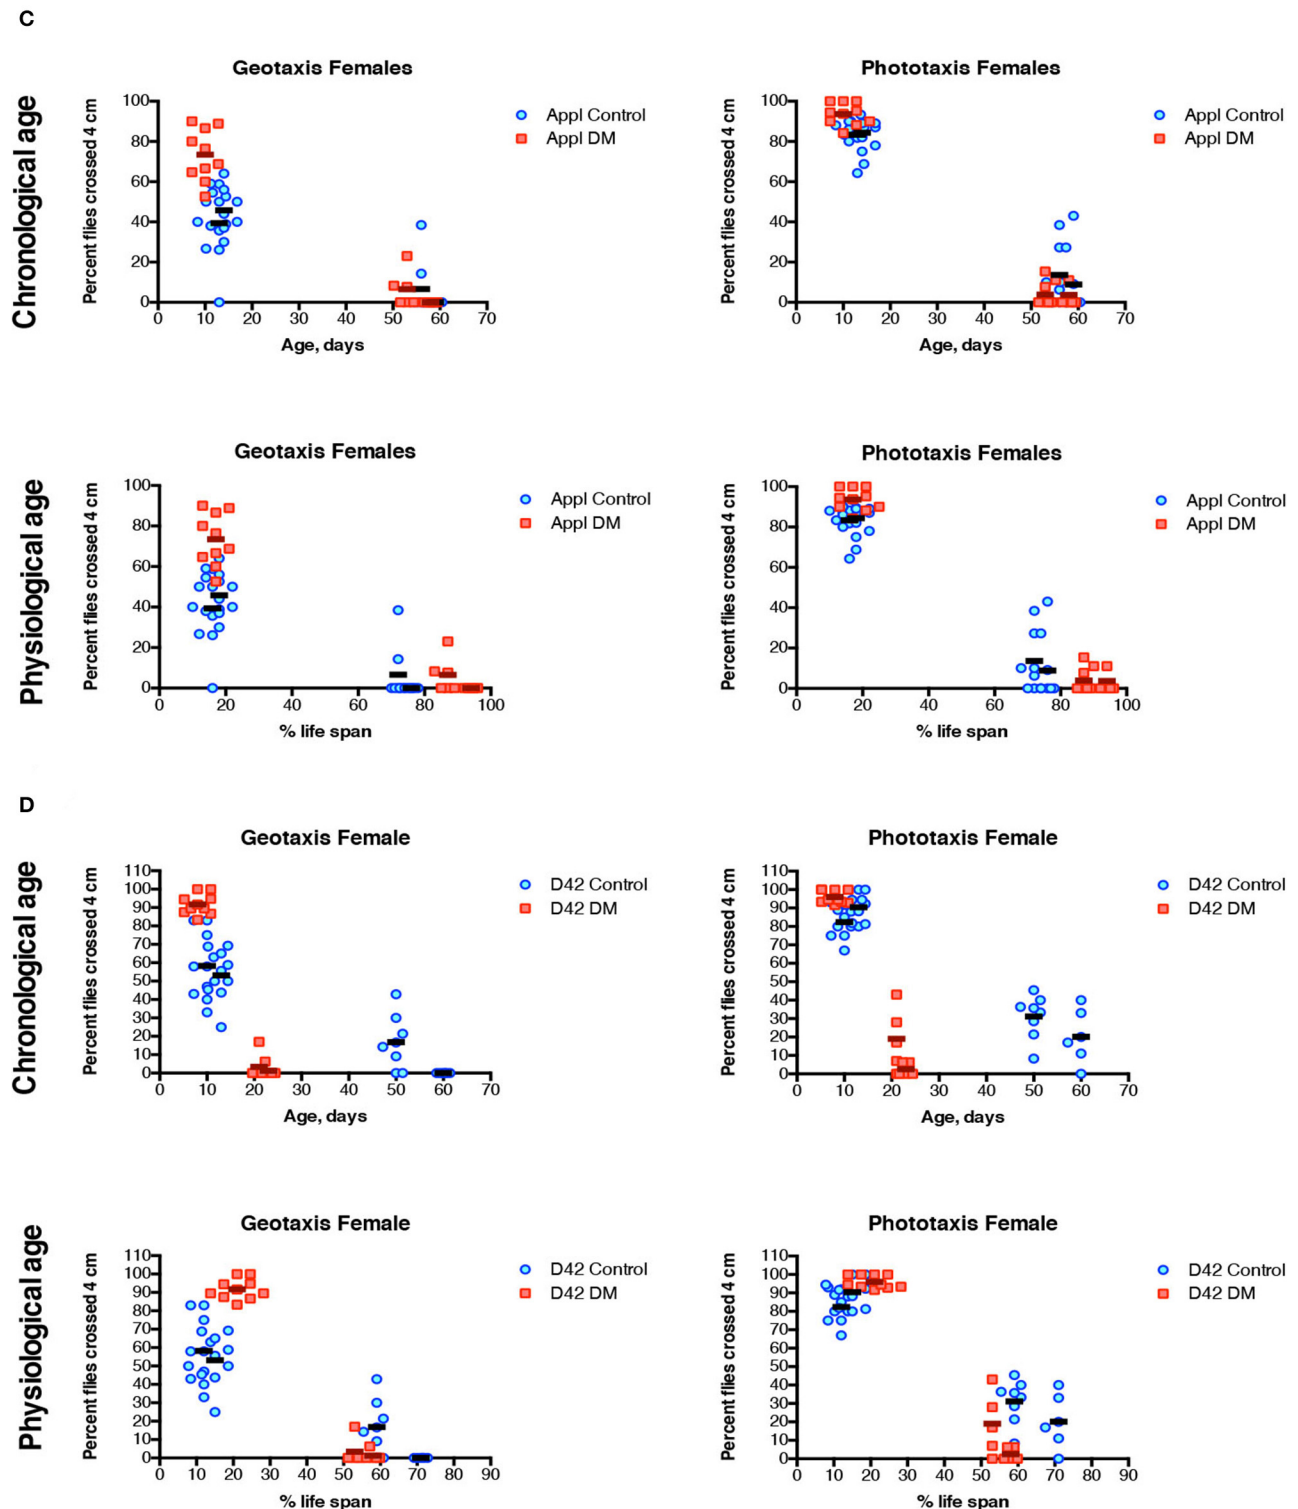 C
Chronological age
Geotaxis Females
Percent flies crossed 4 cm
100
80
60
40
20
0
0 10 20 30 40 50 60 70
Age, days
Appl Control
Appl DM
Phototaxis Females
Percent flies crossed 4 cm
100
80
60
40
20
0
0 10 20 30 40 50 60 70
Age, days
Appl Control
Appl DM
Physiological age
Geotaxis Females
Percent flies crossed 4 cm
100
80
60
40
20
0
0 20 40 60 80 100
% life span
Appl Control
Appl DM
Phototaxis Females
Percent flies crossed 4 cm
100
80
60
40
20
0
0 20 40 60 80 100
% life span
Appl Control
Appl DM
D
Chronological age
Geotaxis Female
Percent flies crossed 4 cm
110
100
90
80
70
60
50
40
30
20
10
0
0 10 20 30 40 50 60 70
Age, days
D42 Control
D42 DM
Phototaxis Female
Percent flies crossed 4 cm
110
100
90
80
70
60
50
40
30
20
10
0
0 10 20 30 40 50 60 70
Age, days
D42 Control
D42 DM
Physiological age
Geotaxis Female
Percent flies crossed 4 cm
110
100
90
80
70
60
50
40
30
20
10
0
0 10 20 30 40 50 60 70 80 90
% life span
D42 Control
D42 DM
Phototaxis Female
Percent flies crossed 4 cm
110
100
90
80
70
60
50
40
30
20
10
0
0 10 20 30 40 50 60 70 80 90
% life span
D42 Control
D42 DM